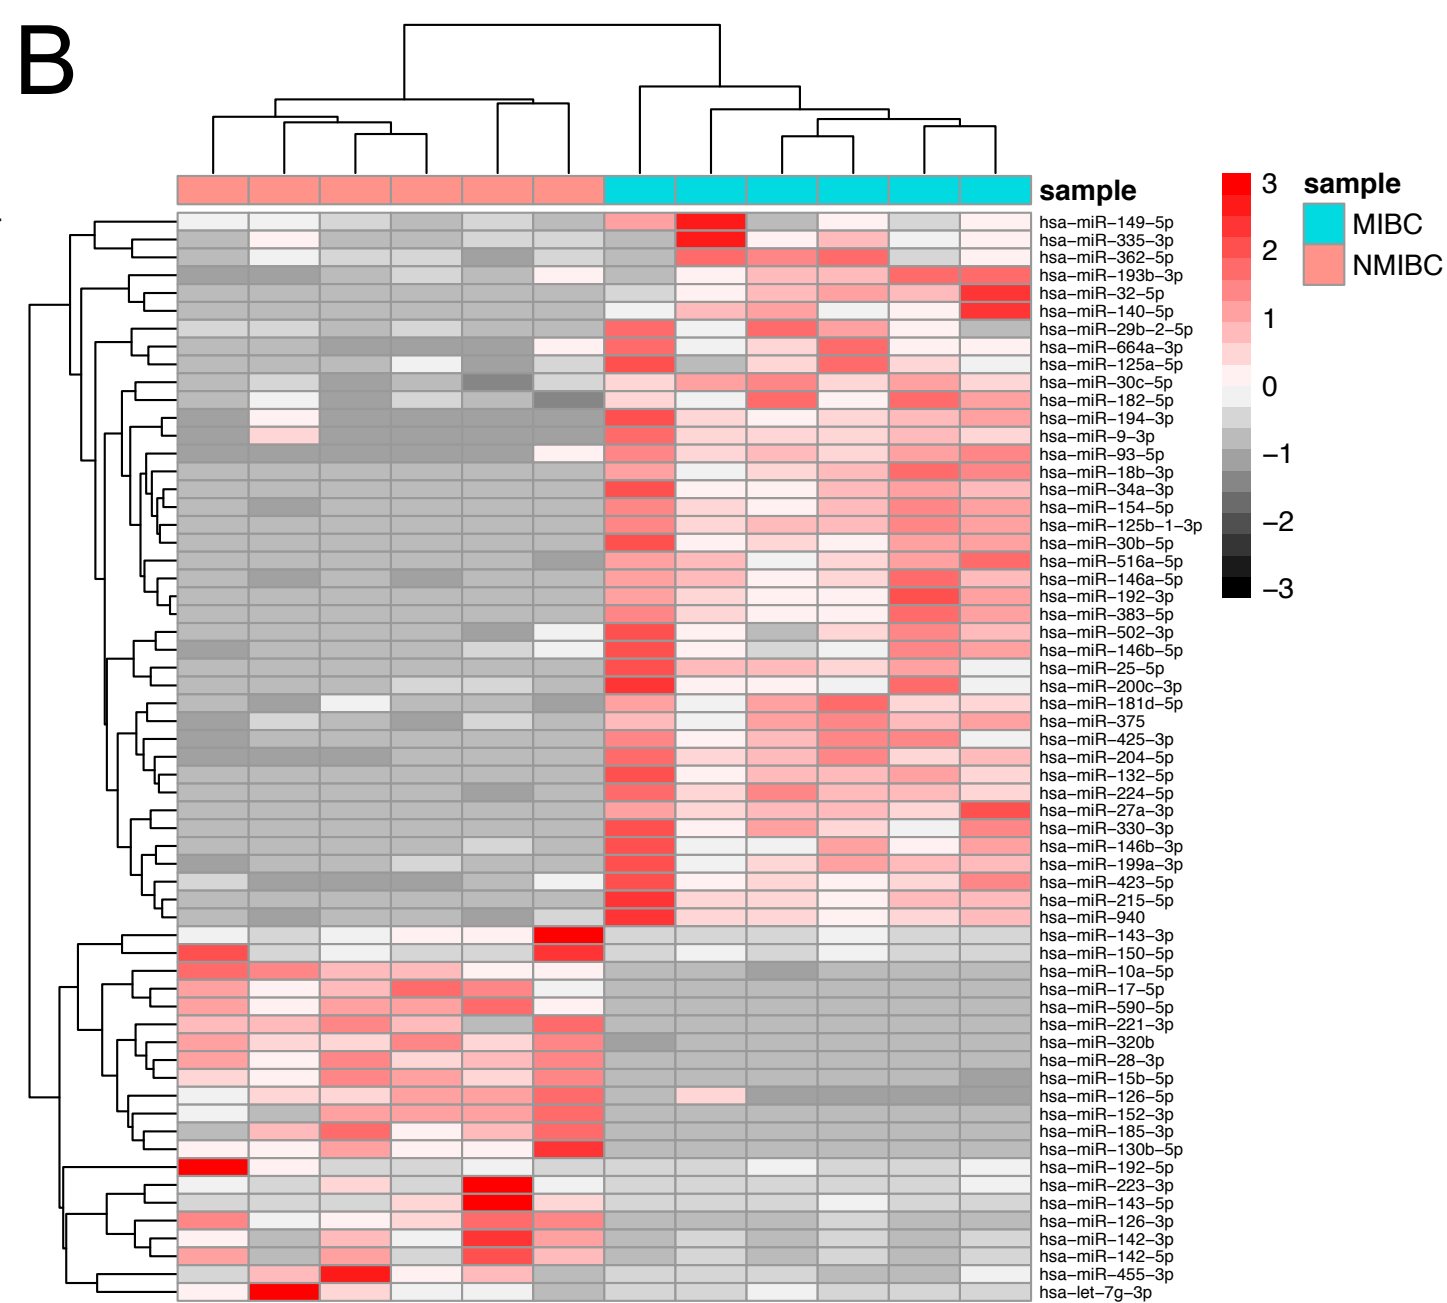 B
sample
hsa−miR−149−5p
hsa−miR−335−3p
hsa−miR−362−5p
hsa−miR−193b−3p
hsa−miR−32−5p
hsa−miR−140−5p
hsa−miR−29b−2−5p
hsa−miR−664a−3p
hsa−miR−125a−5p
hsa−miR−30c−5p
hsa−miR−182−5p
hsa−miR−194−3p
hsa−miR−9−3p
hsa−miR−93−5p
hsa−miR−18b−3p
hsa−miR−34a−3p
hsa−miR−154−5p
hsa−miR−125b−1−3p
hsa−miR−30b−5p
hsa−miR−516a−5p
hsa−miR−146a−5p
hsa−miR−192−3p
hsa−miR−383−5p
hsa−miR−502−3p
hsa−miR−146b−5p
hsa−miR−25−5p
hsa−miR−200c−3p
hsa−miR−181d−5p
hsa−miR−375
hsa−miR−425−3p
hsa−miR−204−5p
hsa−miR−132−5p
hsa−miR−224−5p
hsa−miR−27a−3p
hsa−miR−330−3p
hsa−miR−146b−3p
hsa−miR−199a−3p
hsa−miR−423−5p
hsa−miR−215−5p
hsa−miR−940
hsa−miR−143−3p
hsa−miR−150−5p
hsa−miR−10a−5p
hsa−miR−17−5p
hsa−miR−590−5p
hsa−miR−221−3p
hsa−miR−320b
hsa−miR−28−3p
hsa−miR−15b−5p
hsa−miR−126−5p
hsa−miR−152−3p
hsa−miR−185−3p
hsa−miR−130b−5p
hsa−miR−192−5p
hsa−miR−223−3p
hsa−miR−143−5p
hsa−miR−126−3p
hsa−miR−142−3p
hsa−miR−142−5p
hsa−miR−455−3p
hsa−let−7g−3p
3
2
1
0
−1
−2
−3
sample
MIBC
NMIBC